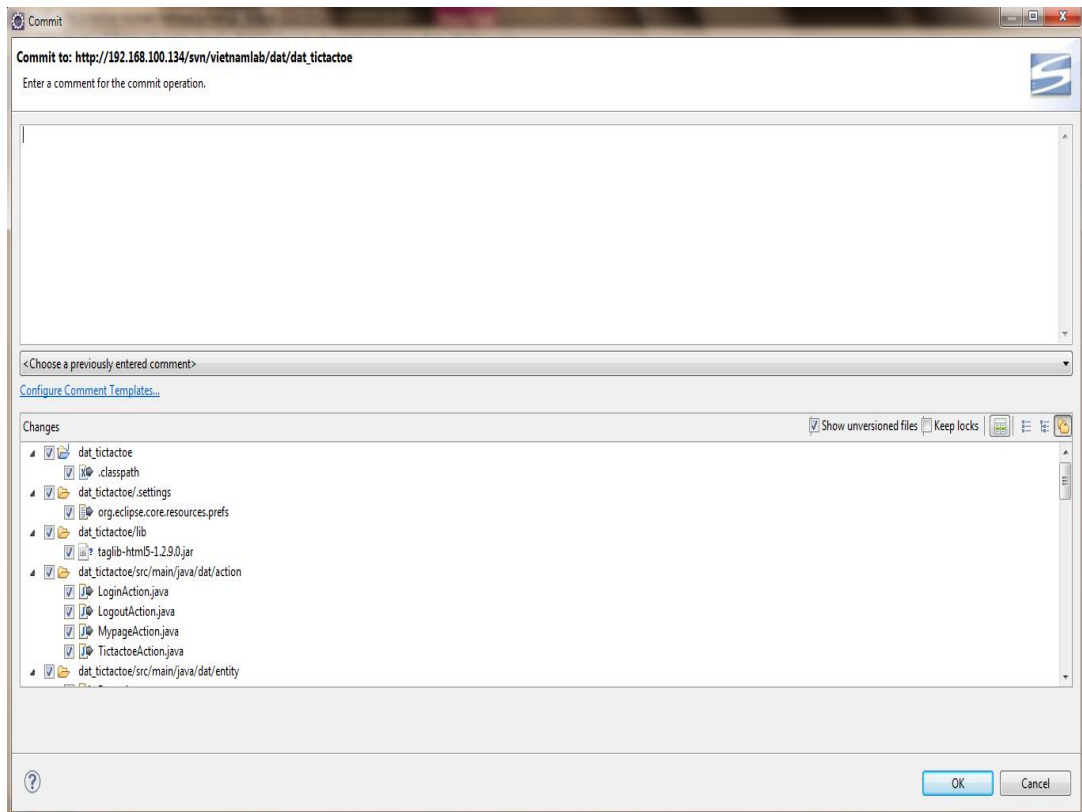 Commit
Commit to: http://192.168.100.134/svn/vietnamlab/dat/dat_tictactoe
Enter a comment for the commit operation.
<Choose a previously entered comment>
Configure Comment Templates...
Changes Show unversioned files Keep locks
dat_tictactoe
.classpath
dat_tictactoe/.settings
org.eclipse.core.resources.prefs
dat_tictactoe/lib
taglib-html5-1.2.9.0.jar
dat_tictactoe/src/main/java/dat/action
LoginAction.java
LogoutAction.java
MypageAction.java
TictactoeAction.java
dat_tictactoe/src/main/java/dat/entity
OK Cancel